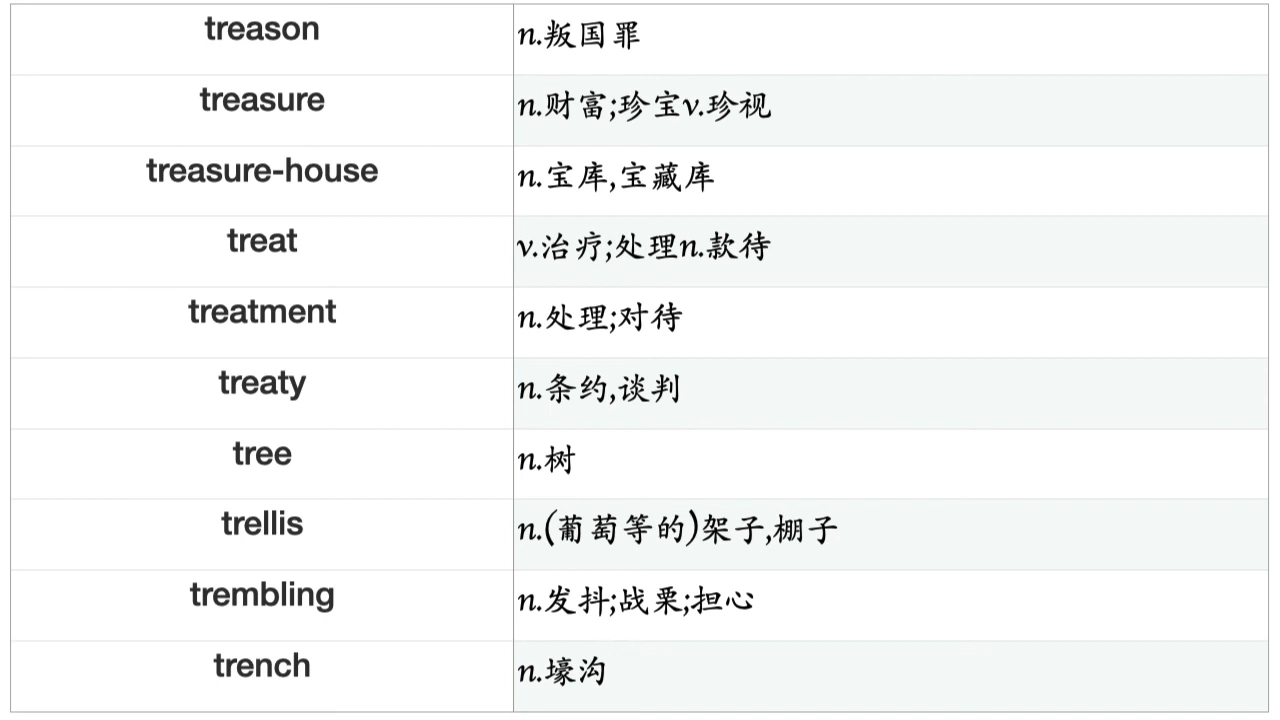 treason n.叛国罪
treasure n.财富;珍宝v.珍视
treasure-house n.宝库,宝藏库
treat v.治疗;处理n.款待
treatment n.处理;对待
treaty n.条约,谈判
tree n.树
trellis n.(葡萄等的)架子,棚子
trembling n.发抖;战栗;担心
trench n.壕沟